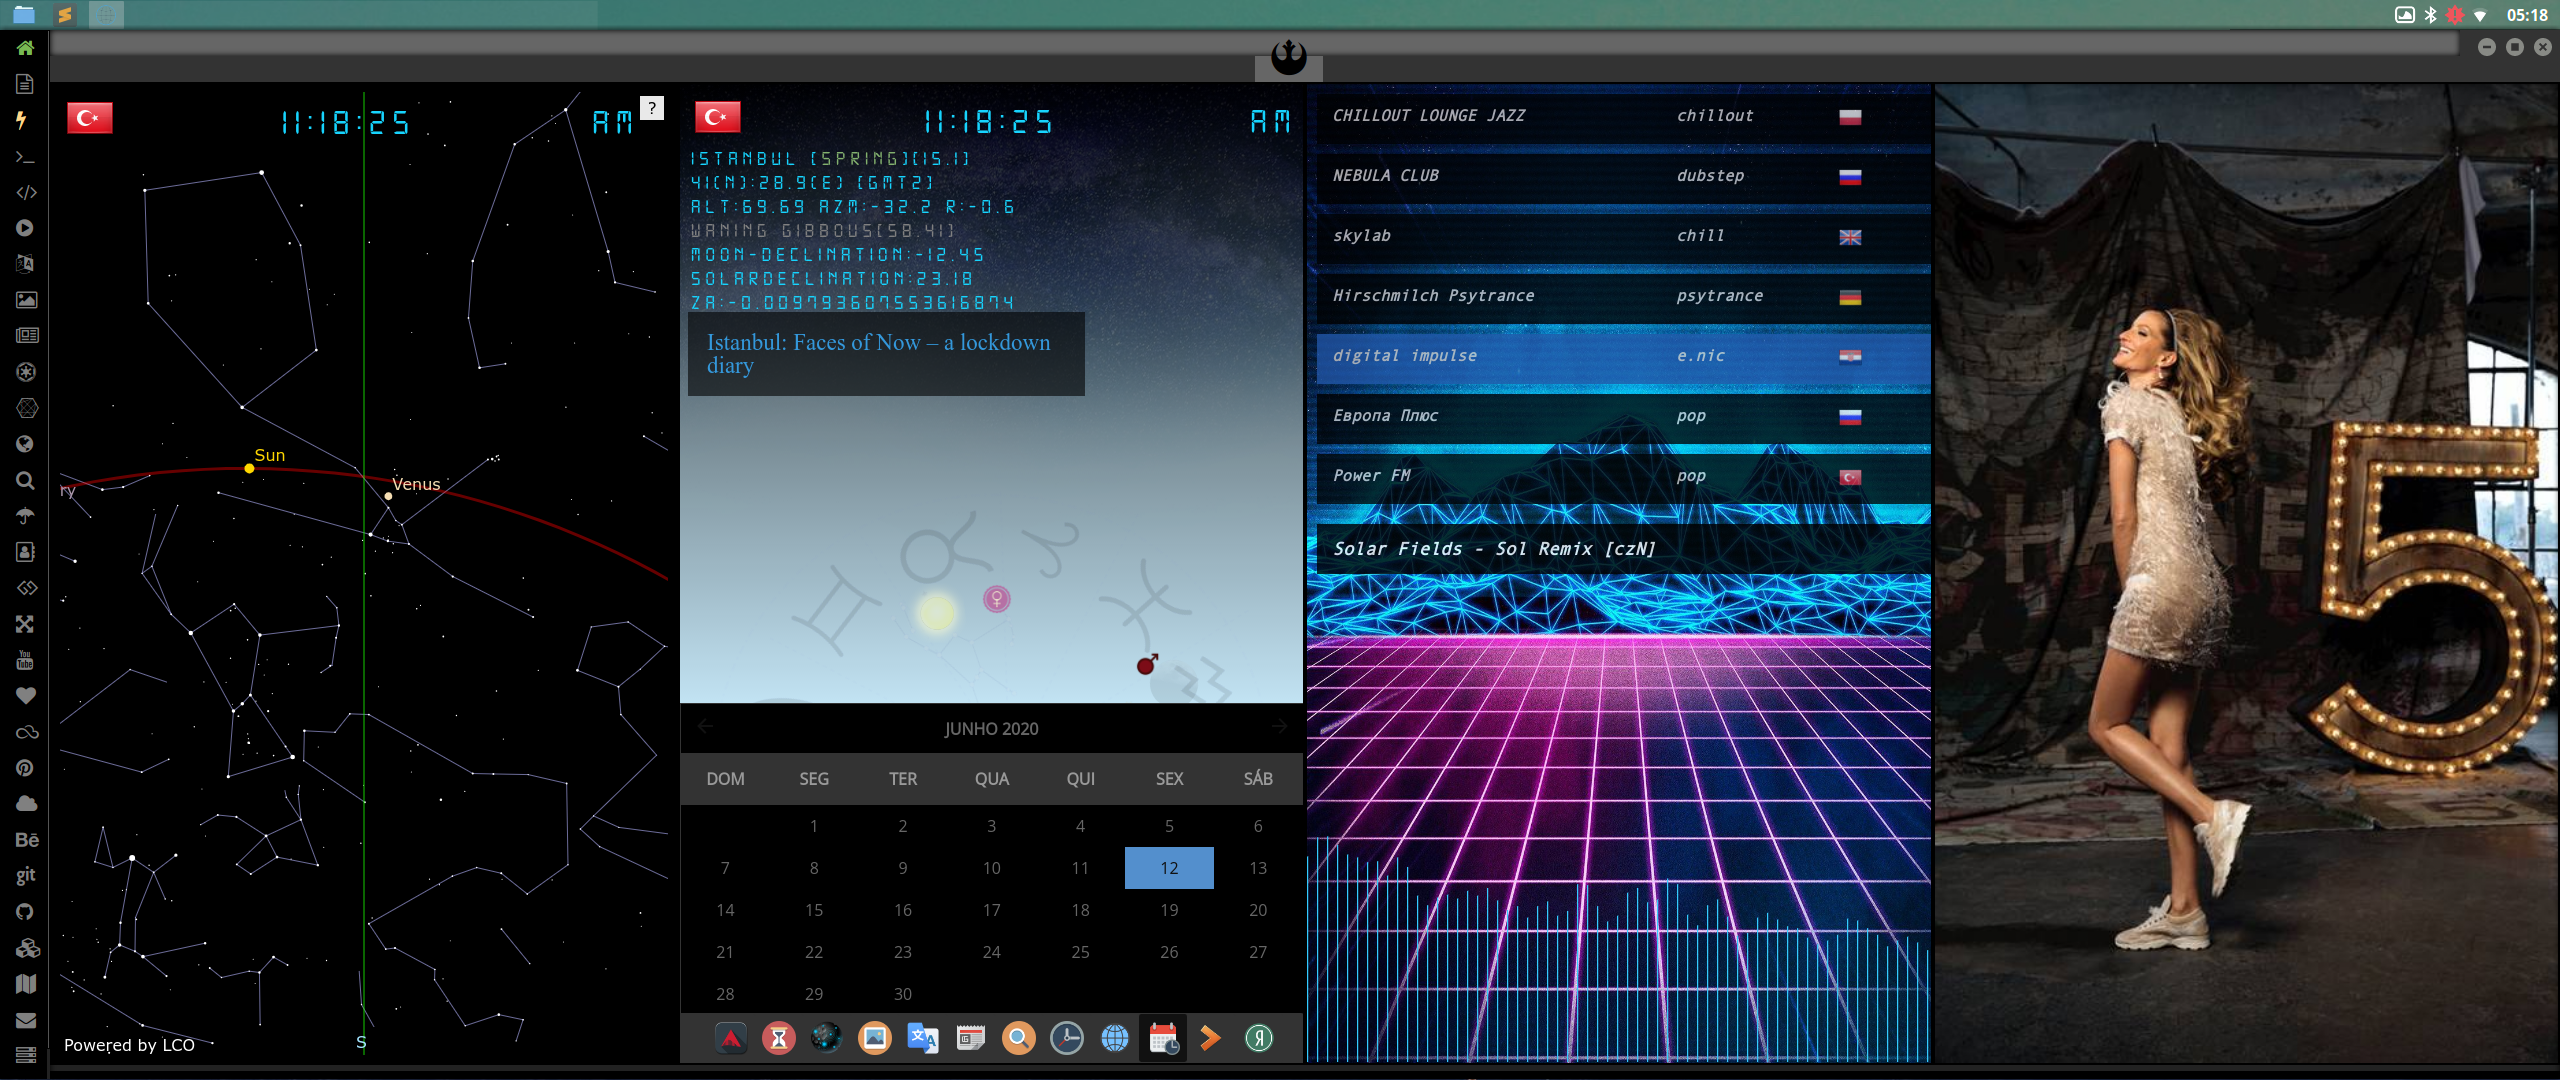 05:18
11:18:25 AM
?
Sun
Venus
ry
Powered by LCO
S
You
Tube
Bē
git
11:18:25 AM
ISTANBUL [SPRING][15.1]
41(N):28.9(E) [GMT2]
ALT:69.69 AZM:-32.2 R:-0.6
WANING GIBBOUS[58.41]
MOON-DECLINATION:-12.45
SOLARDECLINATION:23.18
ZA:-0.009793607553616874
Istanbul: Faces of Now – a lockdown
diary
JUNHO 2020
DOM SEG TER QUA QUI SEX SÁB
1 2 3 4 5 6
7 8 9 10 11 12 13
14 15 16 17 18 19 20
21 22 23 24 25 26 27
28 29 30
CHILLOUT LOUNGE JAZZ chillout
NEBULA CLUB dubstep
skylab chill
Hirschmilch Psytrance psytrance
digital impulse e.nic
Европа Плюс pop
Power FM pop
Solar Fields - Sol Remix [czN]
5